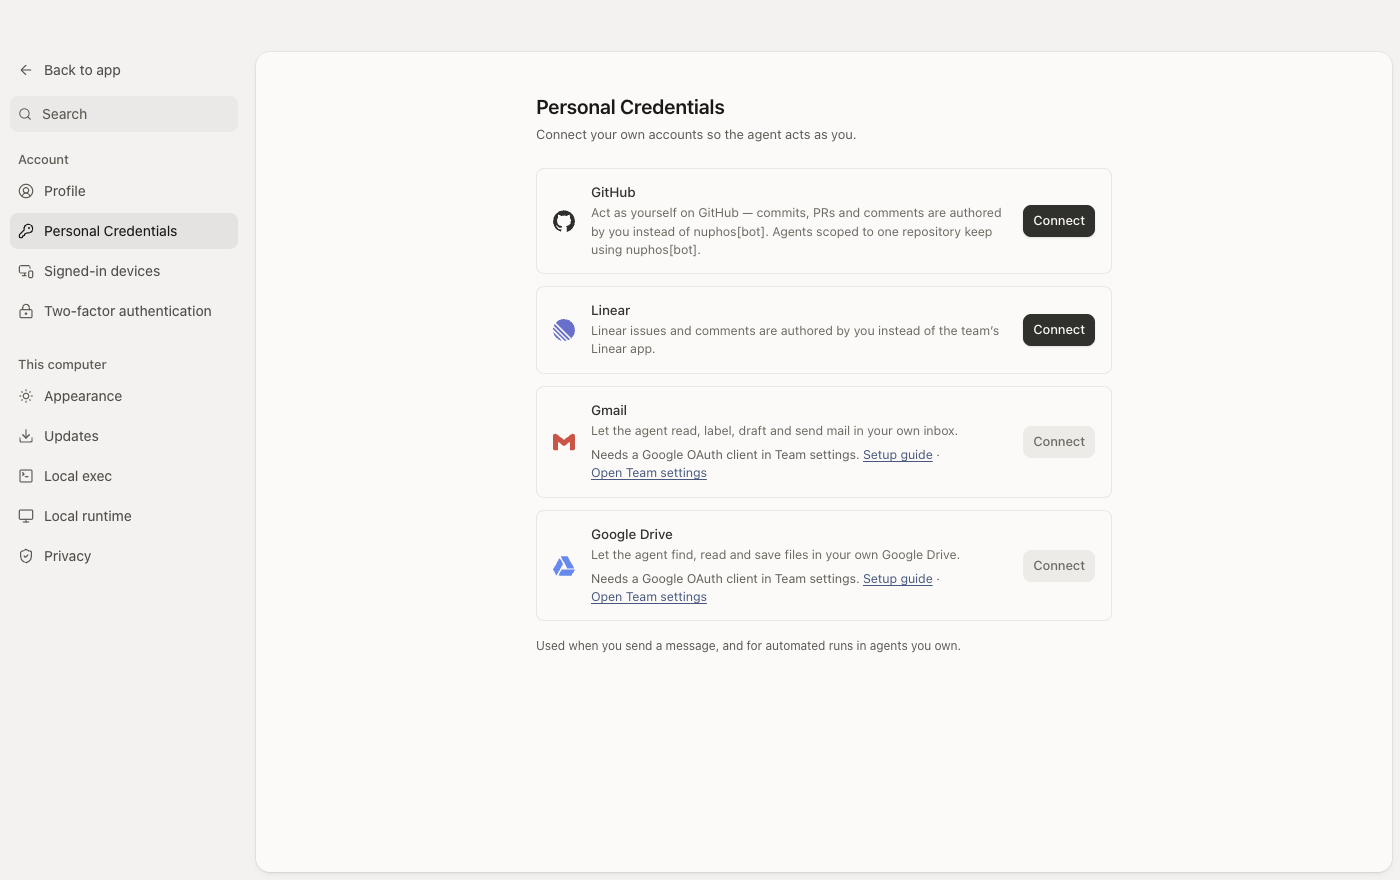 Back to app
Search
Account
Profile
Personal Credentials
Signed-in devices
Two-factor authentication
This computer
Appearance
Updates
Local exec
Local runtime
Privacy
Personal Credentials
Connect your own accounts so the agent acts as you.
GitHub
Act as yourself on GitHub — commits, PRs and comments are authored
by you instead of nuphos[bot]. Agents scoped to one repository keep
using nuphos[bot].
Connect
Linear
Linear issues and comments are authored by you instead of the team's
Linear app.
Connect
Gmail
Let the agent read, label, draft and send mail in your own inbox.
Needs a Google OAuth client in Team settings. Setup guide ·
Open Team settings
Connect
Google Drive
Let the agent find, read and save files in your own Google Drive.
Needs a Google OAuth client in Team settings. Setup guide ·
Open Team settings
Connect
Used when you send a message, and for automated runs in agents you own.